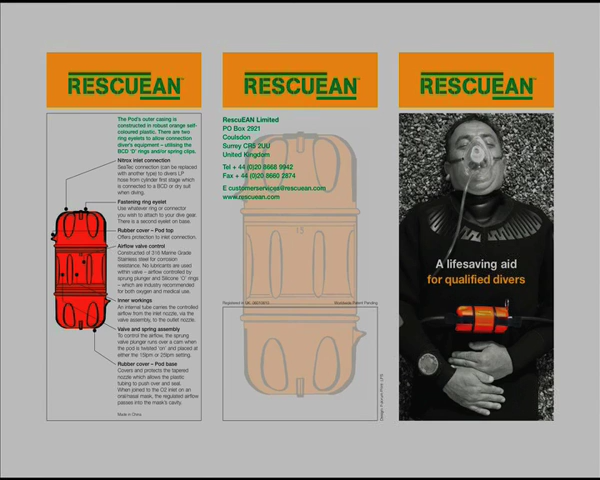 RESCUEAN™
The Pod's outer casing is
constructed in robust orange self-
coloured plastic. There are two
ring eyelets to allow connection
diver's equipment – utilising the
BCD 'D' rings and/or spring clips.
Nitrox inlet connection
SeaTec connection (can be replaced
with another type) to divers LP
hose from cylinder first stage which
is connected to a BCD or dry suit
when diving.
Fastening ring eyelet
Use whatever ring or connector
you wish to attach to your dive gear.
There is a second eyelet on base.
Rubber cover – Pod top
Offers protection to inlet connection.
Airflow valve control
Constructed of 316 Marine Grade
Stainless steel for corrosion
resistance. No lubricants are used
within valve – airflow controlled by
sprung plunger and Silicone 'O' rings
– which are industry recommended
for both oxygen and medical use.
Inner workings
An internal tube carries the controlled
airflow from the inlet nozzle, via the
valve assembly, to the outlet nozzle.
Valve and spring assembly
To control the airflow, the sprung
valve plunger runs over a cam when
the pod is twisted 'on' and placed at
either the 15lpm or 25lpm setting.
Rubber cover – Pod base
Covers and protects the tapered
nozzle which allows the plastic
tubing to push over and seal.
When joined to the O2 inlet on an
oral/nasal mask, the regulated airflow
passes into the mask's cavity.
Made in China
RESCUEAN™
RescuEAN Limited
PO Box 2921
Coulsdon
Surrey CR5 2UU
United Kingdom
Tel + 44 (0)20 8668 9942
Fax + 44 (0)20 8660 2874
E customerservices@rescuean.com
www.rescuean.com
15
Worldwide Patent Pending
RESCUEAN™
A lifesaving aid
for qualified divers